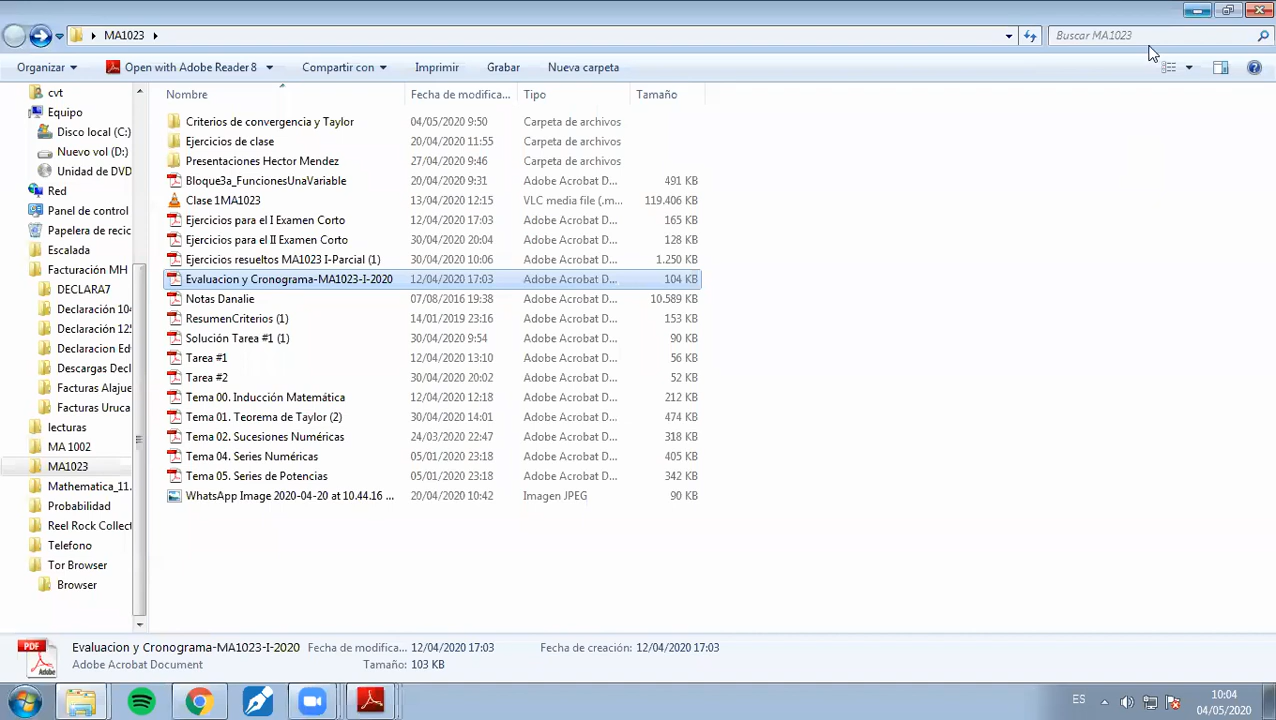 MA1023
Buscar MA1023
Organizar
Open with Adobe Reader 8
Compartir con
Imprimir
Grabar
Nueva carpeta
cvt
Equipo
Disco local (C:)
Nuevo vol (D:)
Unidad de DVD
Red
Panel de control
Papelera de recic
Escalada
Facturación MH
DECLARA7
Declaración 104
Declaración 125
Declaracion Ed
Descargas Decl
Facturas Alajue
Facturas Uruca
lecturas
MA 1002
MA1023
Mathematica_11.
Probabilidad
Reel Rock Collect
Telefono
Tor Browser
Browser
Nombre Fecha de modifica... Tipo Tamaño
Criterios de convergencia y Taylor 04/05/2020 9:50 Carpeta de archivos
Ejercicios de clase 20/04/2020 11:55 Carpeta de archivos
Presentaciones Hector Mendez 27/04/2020 9:46 Carpeta de archivos
Bloque3a_FuncionesUnaVariable 20/04/2020 9:31 Adobe Acrobat D... 491 KB
Clase 1MA1023 13/04/2020 12:15 VLC media file (.m... 119.406 KB
Ejercicios para el I Examen Corto 12/04/2020 17:03 Adobe Acrobat D... 165 KB
Ejercicios para el II Examen Corto 30/04/2020 20:04 Adobe Acrobat D... 128 KB
Ejercicios resueltos MA1023 I-Parcial (1) 30/04/2020 10:06 Adobe Acrobat D... 1.250 KB
Evaluacion y Cronograma-MA1023-I-2020 12/04/2020 17:03 Adobe Acrobat D... 104 KB
Notas Danalie 07/08/2016 19:38 Adobe Acrobat D... 10.589 KB
ResumenCriterios (1) 14/01/2019 23:16 Adobe Acrobat D... 153 KB
Solución Tarea #1 (1) 30/04/2020 9:54 Adobe Acrobat D... 90 KB
Tarea #1 12/04/2020 13:10 Adobe Acrobat D... 56 KB
Tarea #2 30/04/2020 20:02 Adobe Acrobat D... 52 KB
Tema 00. Inducción Matemática 12/04/2020 12:18 Adobe Acrobat D... 212 KB
Tema 01. Teorema de Taylor (2) 30/04/2020 14:01 Adobe Acrobat D... 474 KB
Tema 02. Sucesiones Numéricas 24/03/2020 22:47 Adobe Acrobat D... 318 KB
Tema 04. Series Numéricas 05/01/2020 23:18 Adobe Acrobat D... 405 KB
Tema 05. Series de Potencias 05/01/2020 23:18 Adobe Acrobat D... 342 KB
WhatsApp Image 2020-04-20 at 10.44.16 ... 20/04/2020 10:42 Imagen JPEG 90 KB
PDF
Adobe
Evaluacion y Cronograma-MA1023-I-2020 Fecha de modifica... 12/04/2020 17:03 Fecha de creación: 12/04/2020 17:03
Adobe Acrobat Document Tamaño: 103 KB
ES
10:04
04/05/2020